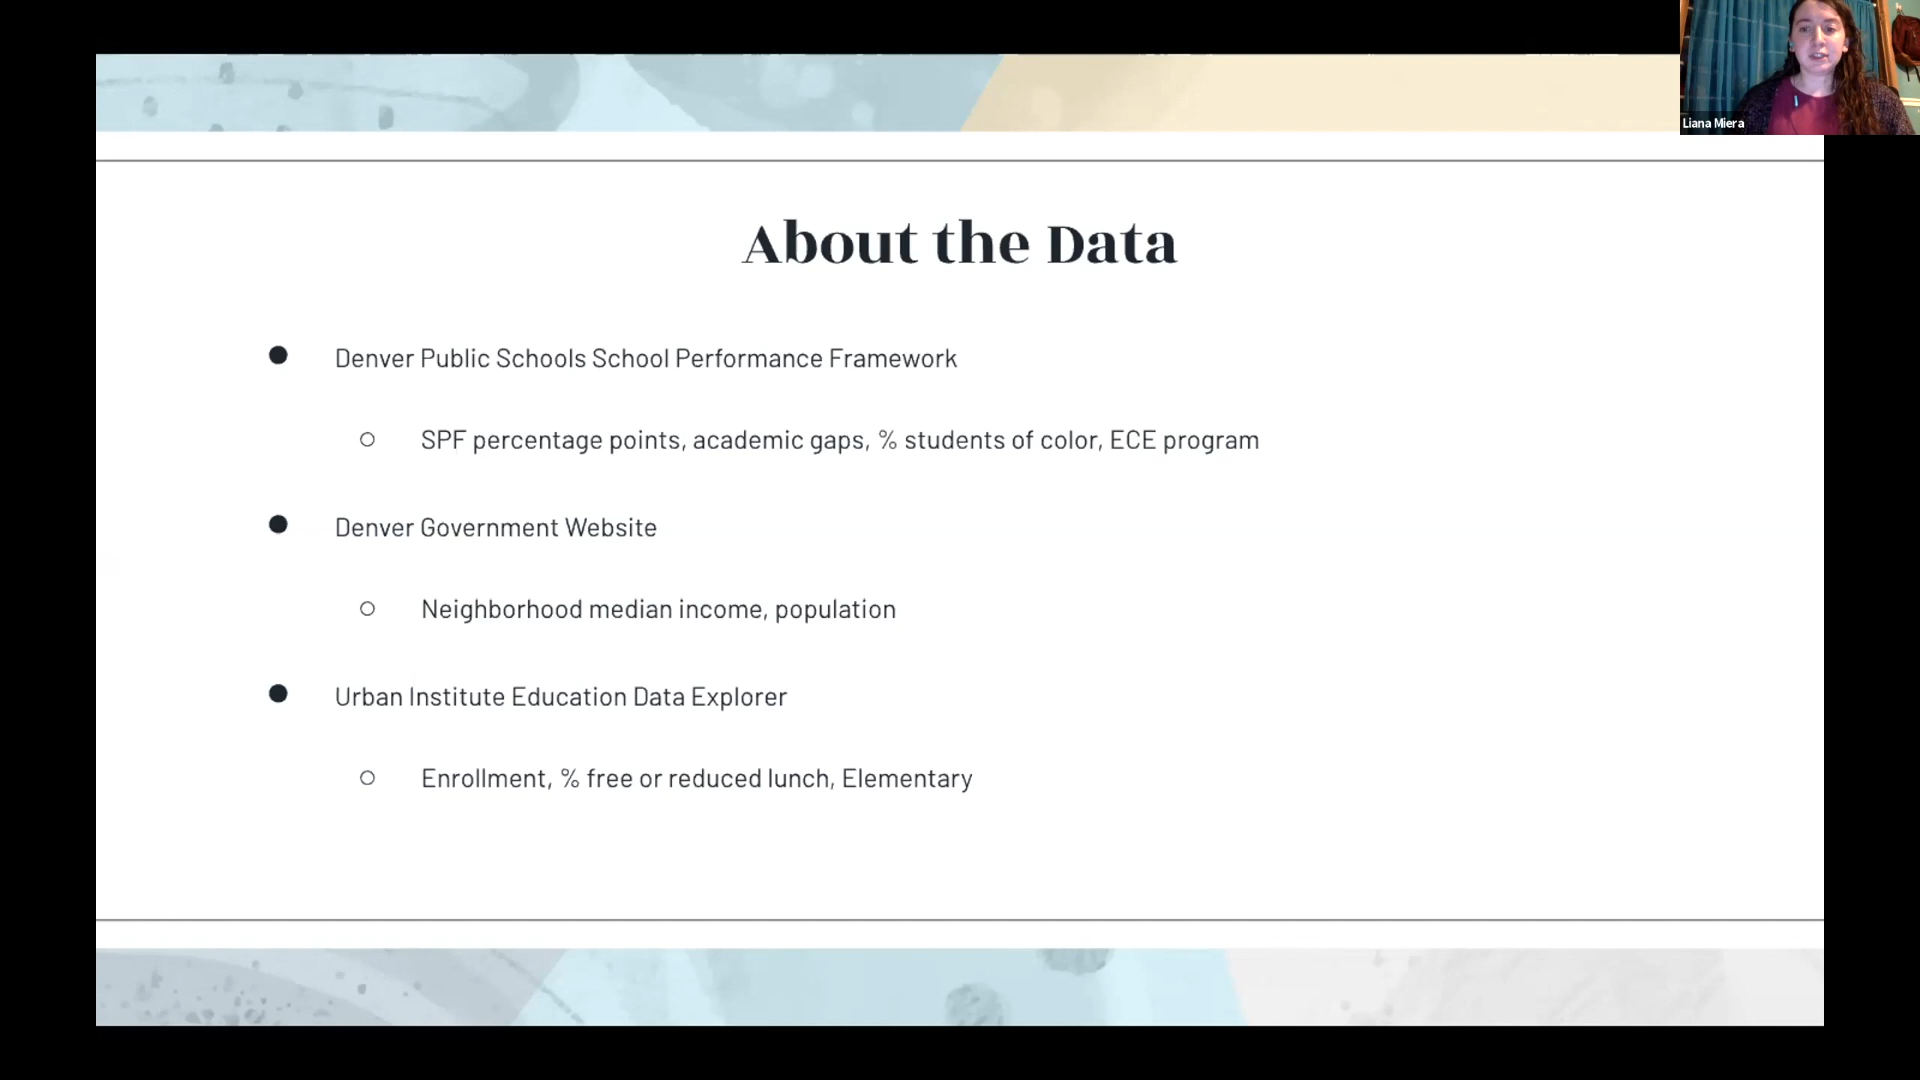 Liana Miera
About the Data
● Denver Public Schools School Performance Framework
○ SPF percentage points, academic gaps, % students of color, ECE program
● Denver Government Website
○ Neighborhood median income, population
● Urban Institute Education Data Explorer
○ Enrollment, % free or reduced lunch, Elementary